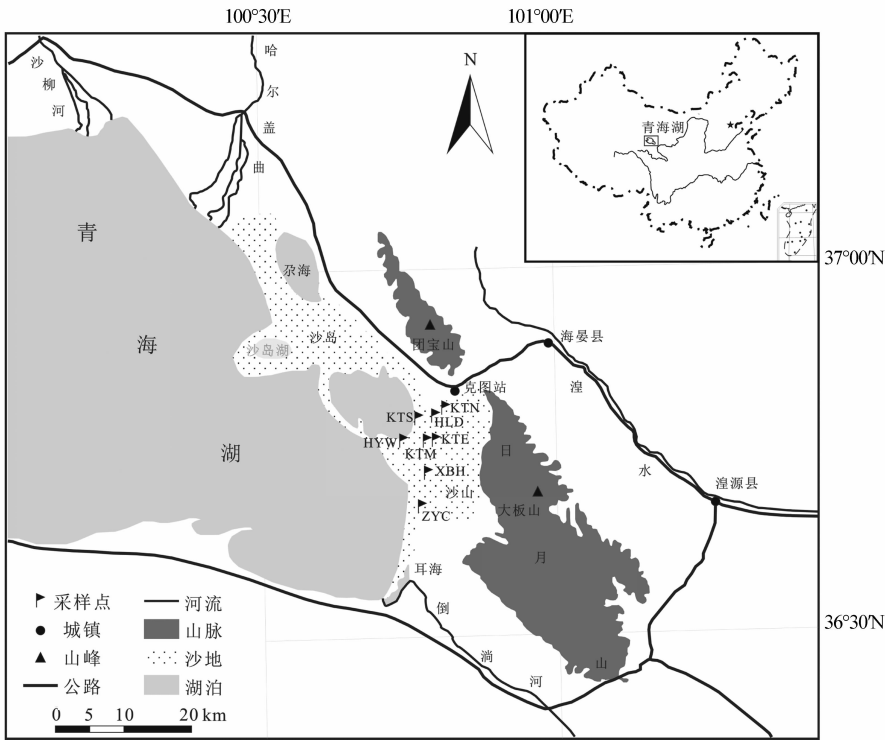 100°30′E
101°00′E
沙柳河
哈尔盖曲
N
青海湖
37°00′N
青海湖
尕海
沙岛
沙岛湖
团宝山
海晏县
克图站
湟水
KTN
KTS
HLD
HYW
KTE
KTM
XBH
沙山
ZYC
日月山
大板山
湟源县
耳海
倒淌河
36°30′N
采样点
河流
城镇
山脉
山峰
沙地
公路
湖泊
0 5 10 20 km